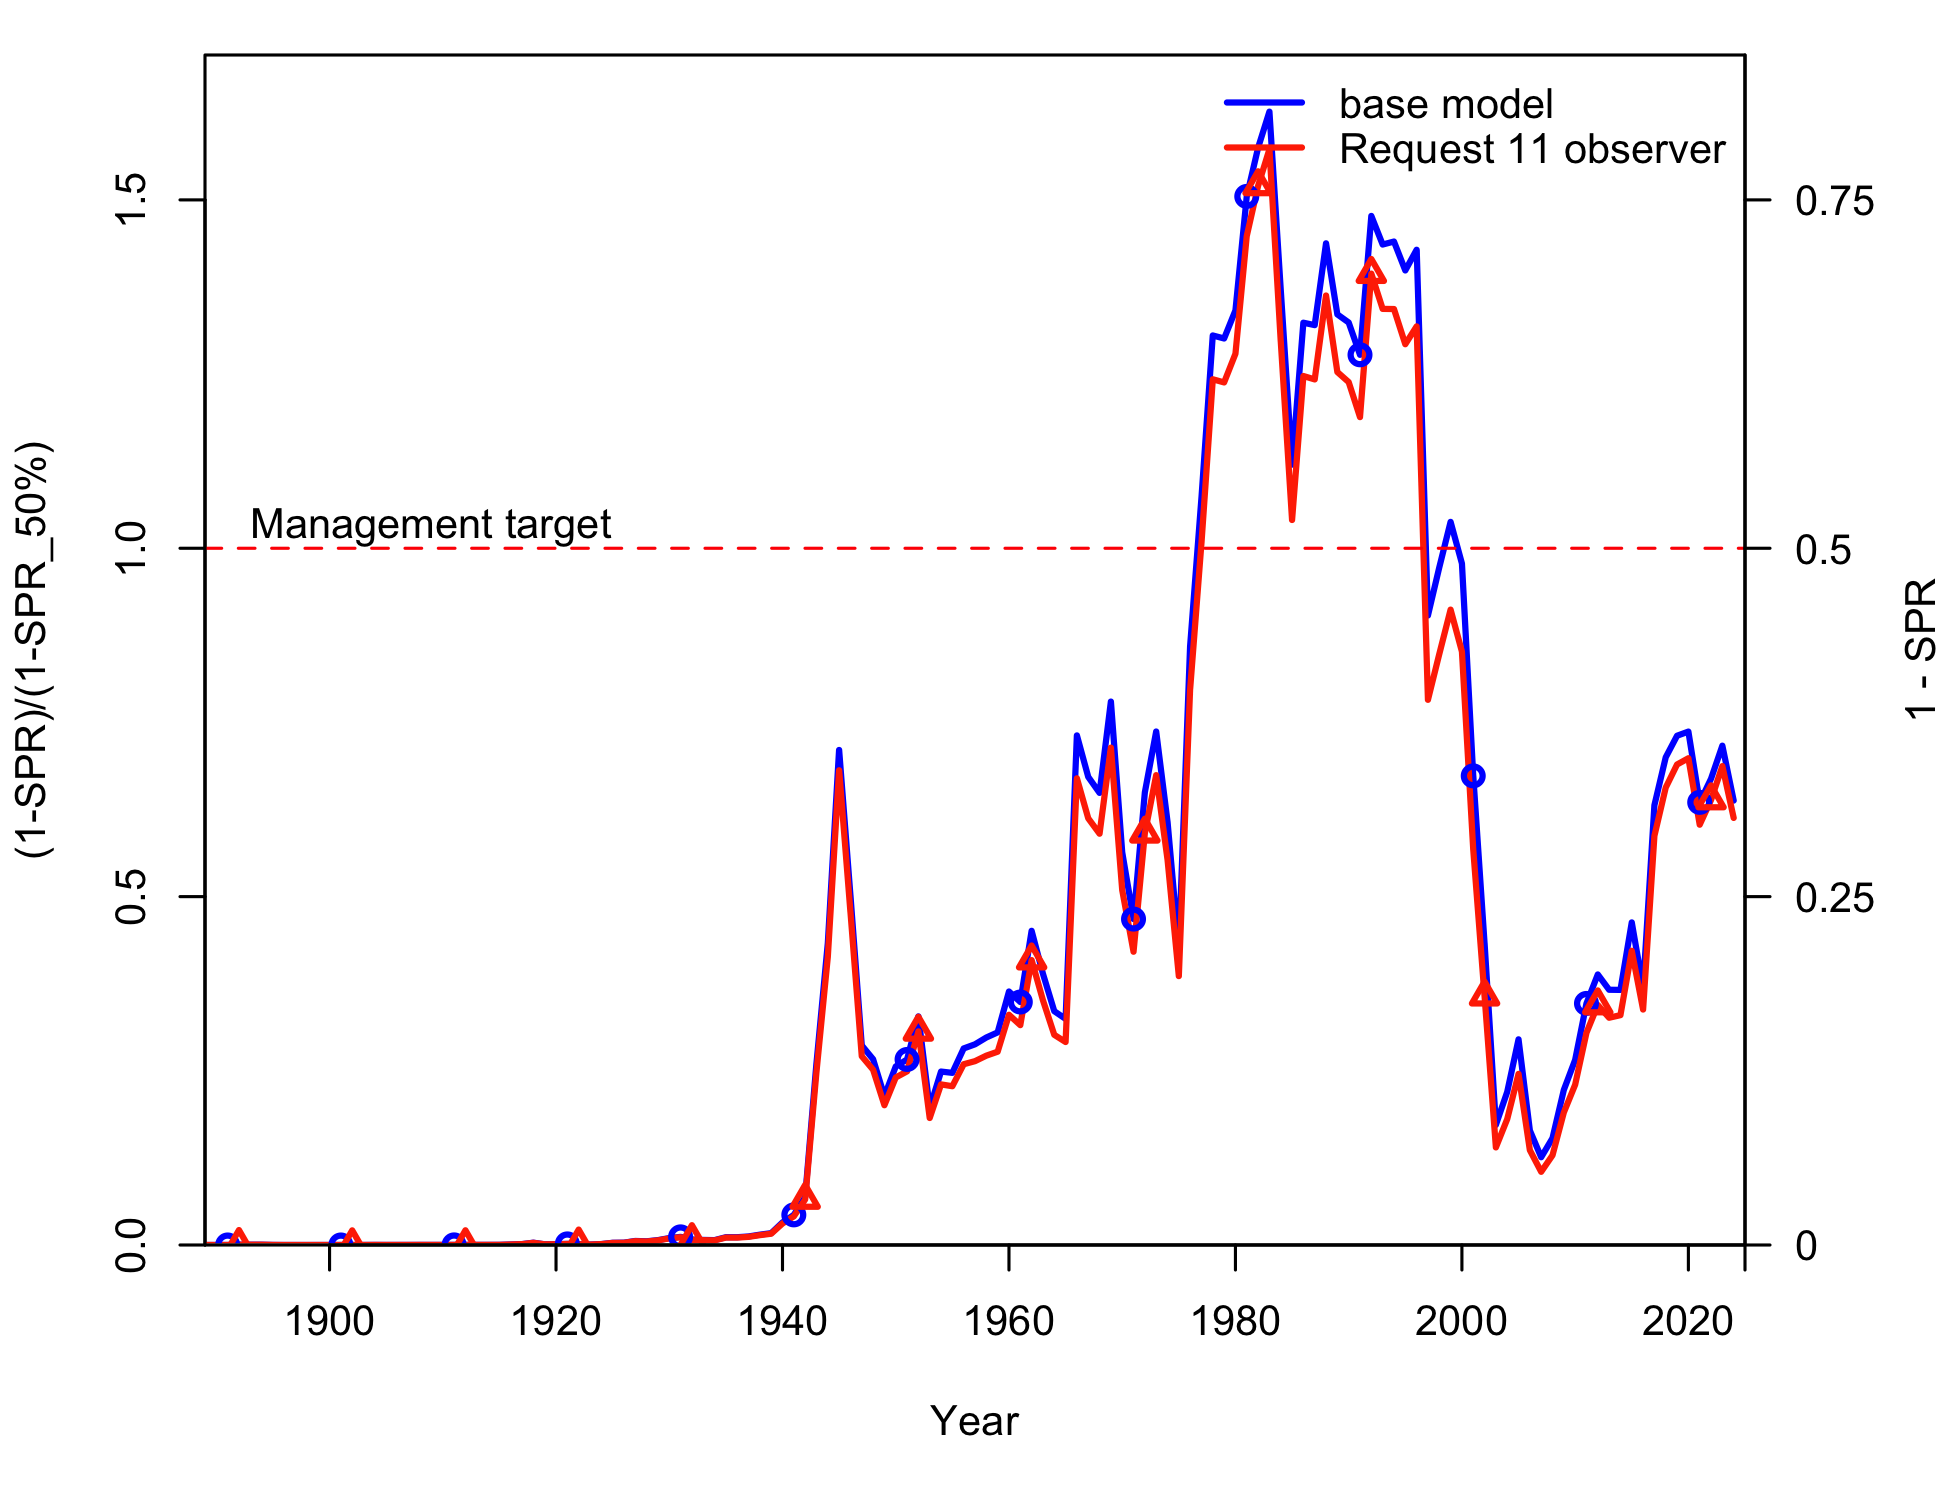 base model
Request 11 observer
Management target
(1-SPR)/(1-SPR_50%)
1 - SPR
0.0
0.5
1.0
1.5
0
0.25
0.5
0.75
1900
1920
1940
1960
1980
2000
2020
Year